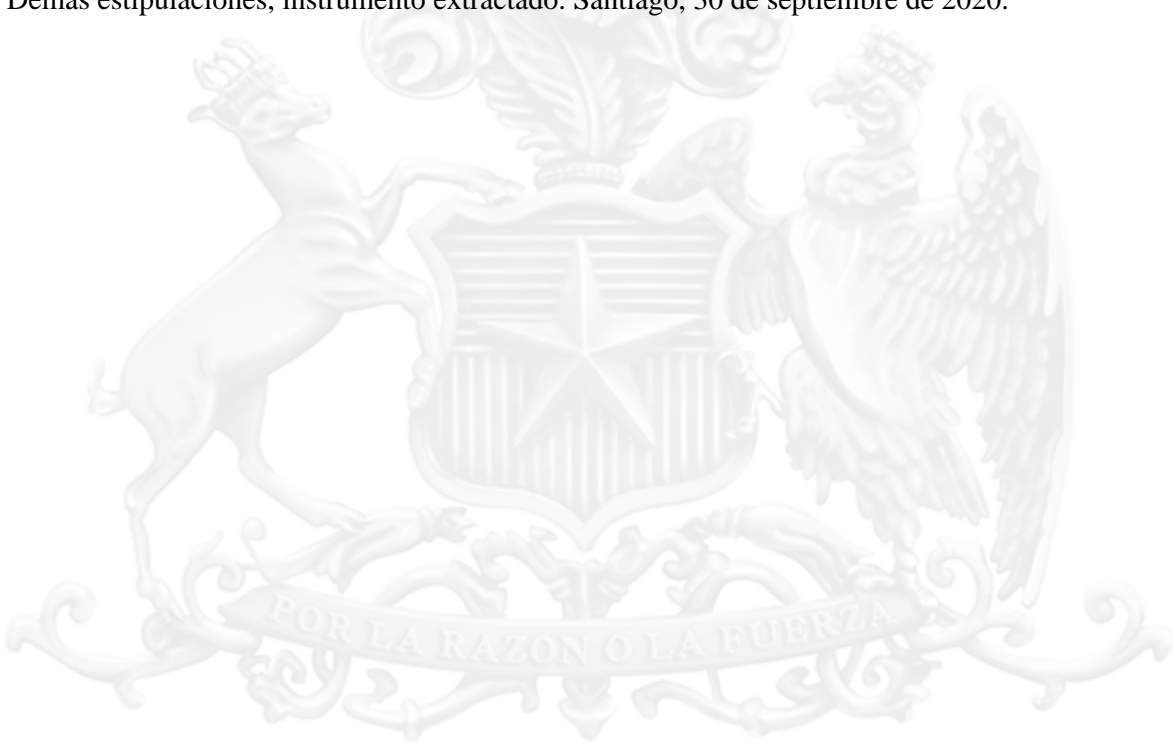 Demás estipulaciones, instrumento extractado. Santiago, 30 de septiembre de 2020.
POR LA RAZON O LA FUERZA